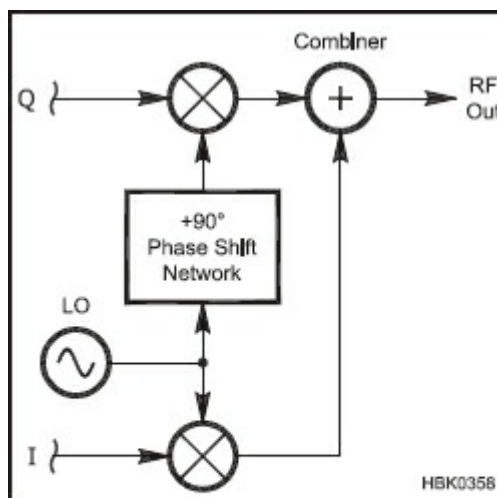 Combiner
Q
+
RF
Out
+90°
Phase Shift
Network
LO
I
HBK0358